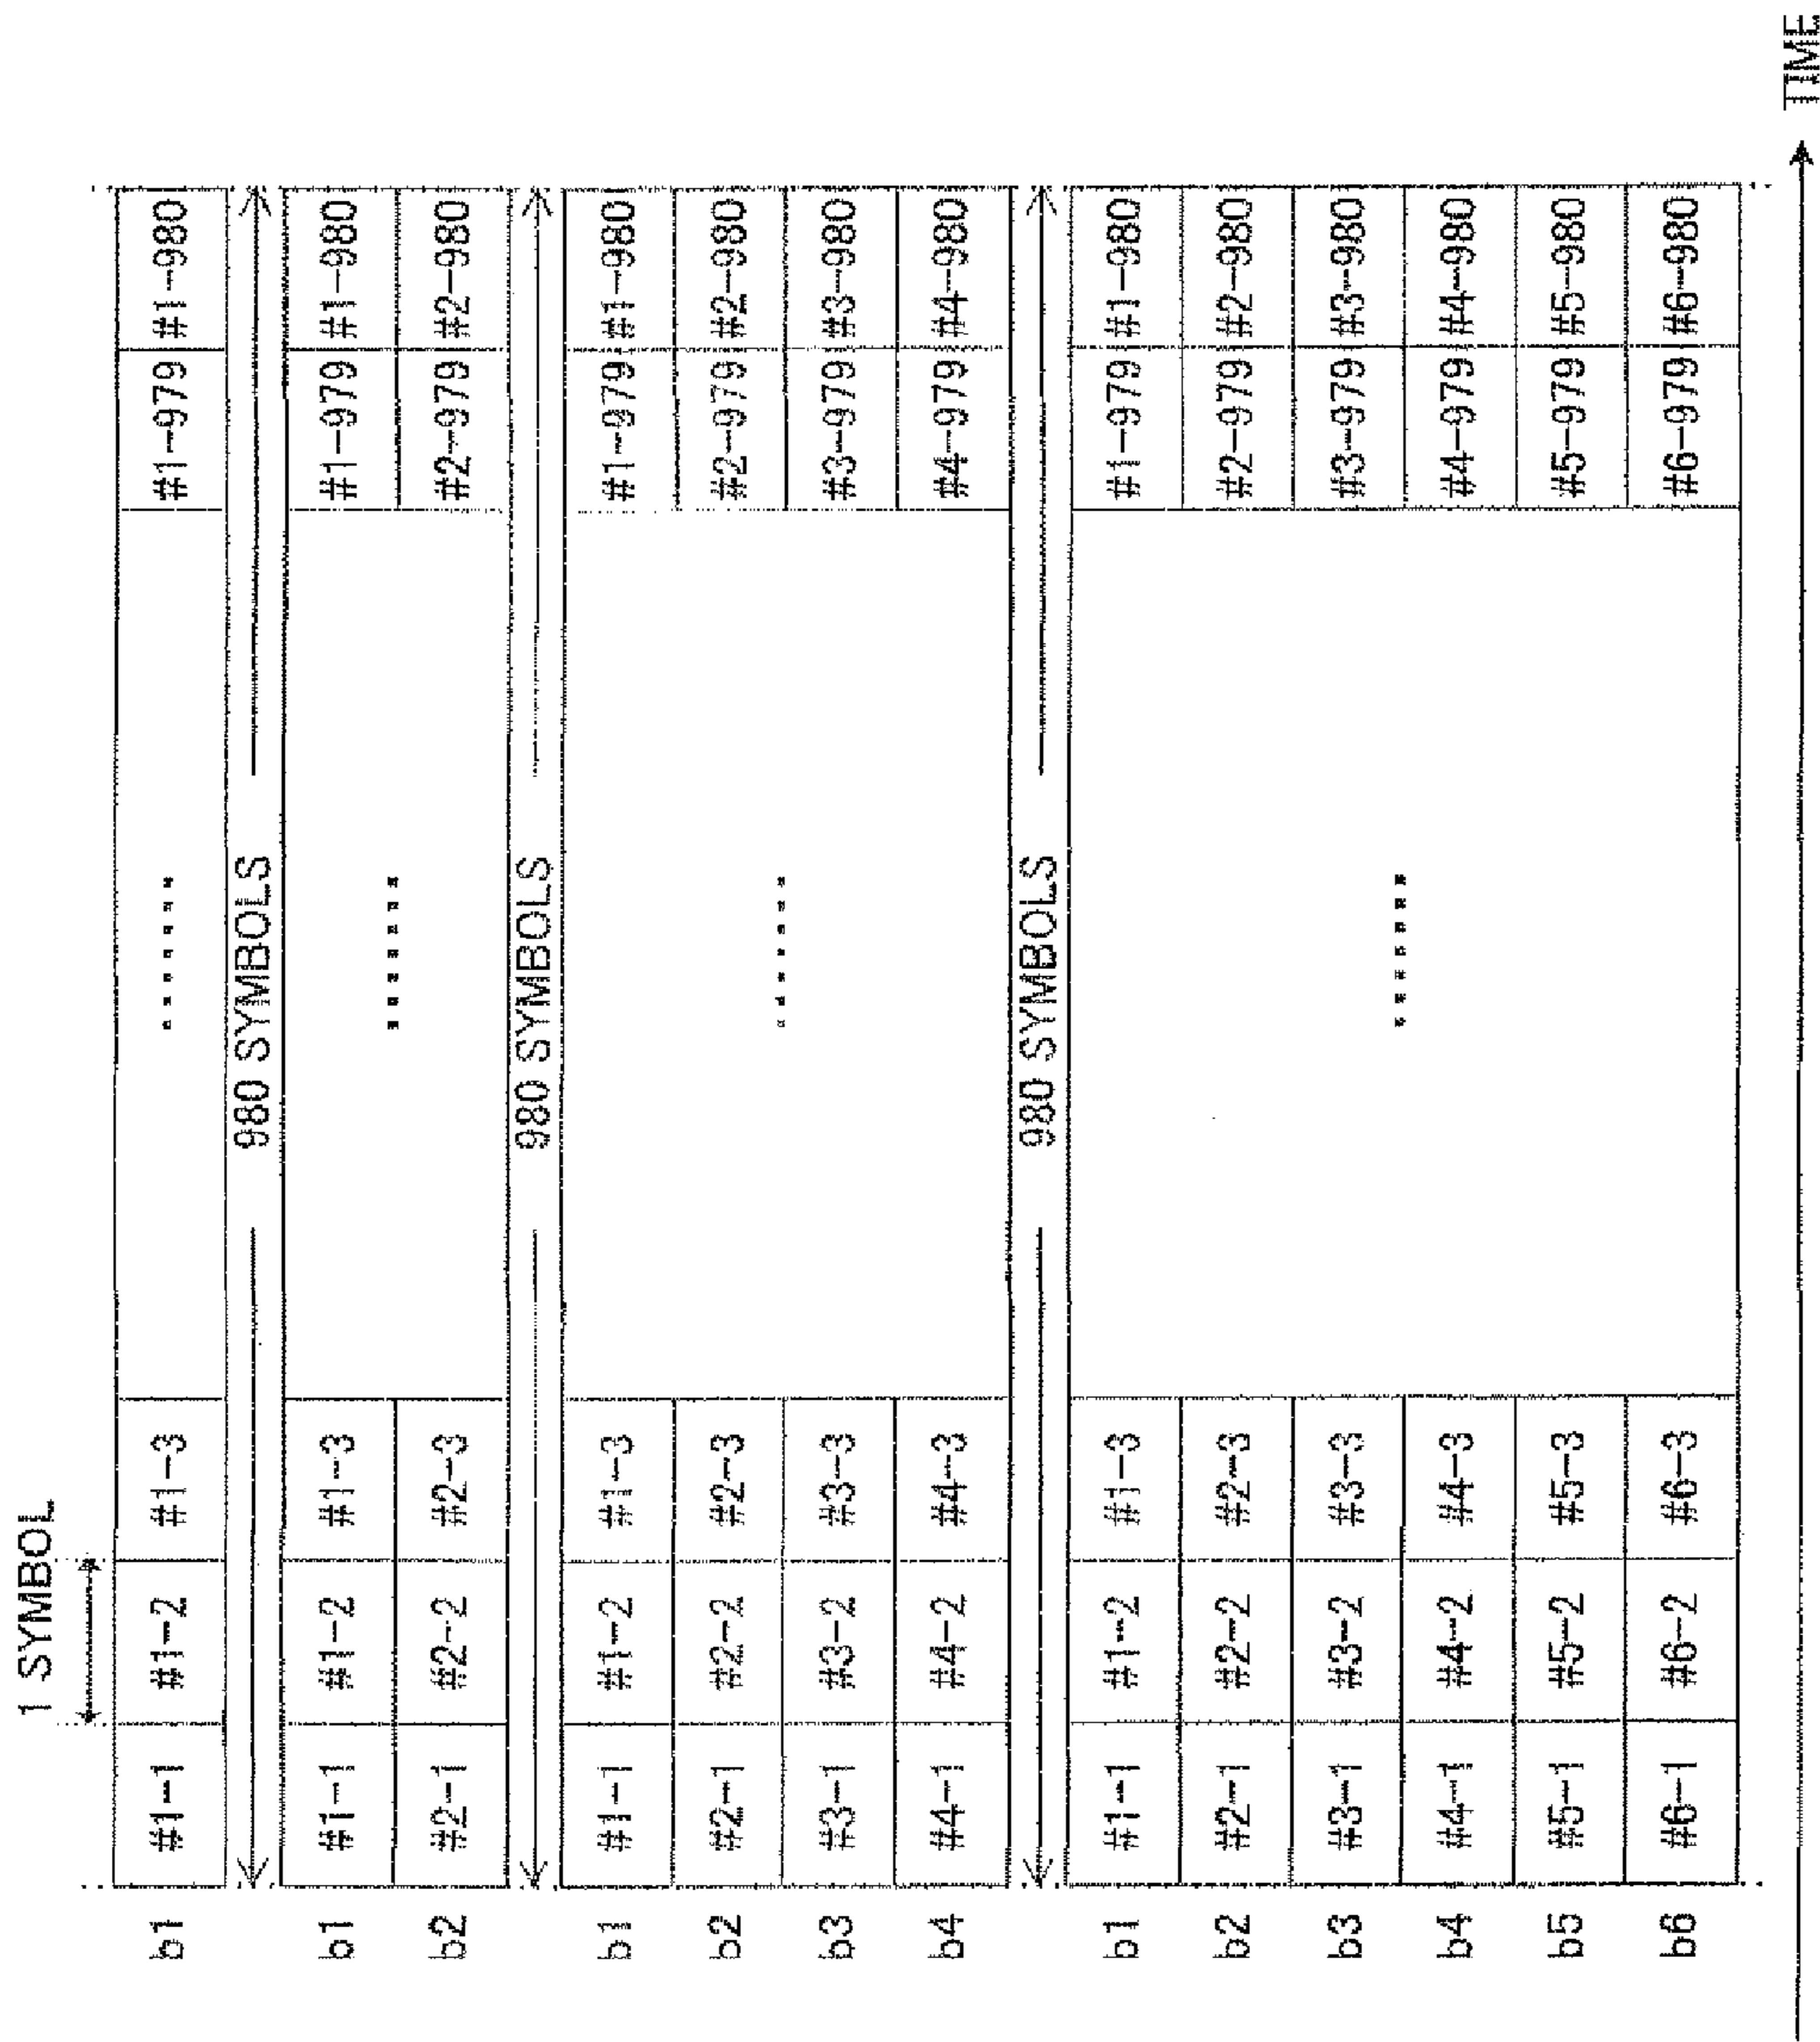 1 SYMBOL
b1 #1-1 #1-2 #1-3 ...... #1-979 #1-980
980 SYMBOLS
b1 #1-1 #1-2 #1-3 ...... #1-979 #1-980
b2 #2-1 #2-2 #2-3 #2-979 #2-980
980 SYMBOLS
b1 #1-1 #1-2 #1-3 ...... #1-979 #1-980
b2 #2-1 #2-2 #2-3 #2-979 #2-980
b3 #3-1 #3-2 #3-3 #3-979 #3-980
b4 #4-1 #4-2 #4-3 #4-979 #4-980
980 SYMBOLS
b1 #1-1 #1-2 #1-3 ...... #1-979 #1-980
b2 #2-1 #2-2 #2-3 #2-979 #2-980
b3 #3-1 #3-2 #3-3 #3-979 #3-980
b4 #4-1 #4-2 #4-3 #4-979 #4-980
b5 #5-1 #5-2 #5-3 #5-979 #5-980
b6 #6-1 #6-2 #6-3 #6-979 #6-980
TIME